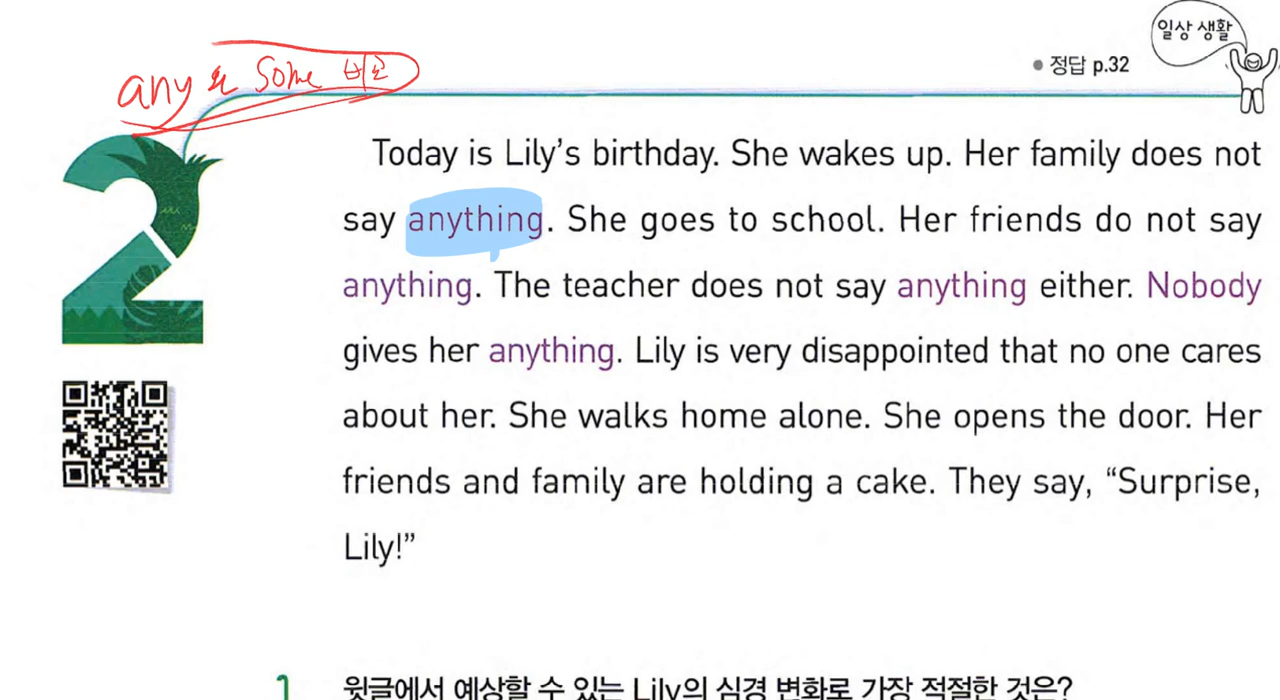 일상 생활
● 정답 p.32
any와 some 비교
2
Today is Lily's birthday. She wakes up. Her family does not
say anything. She goes to school. Her friends do not say
anything. The teacher does not say anything either. Nobody
gives her anything. Lily is very disappointed that no one cares
about her. She walks home alone. She opens the door. Her
friends and family are holding a cake. They say, “Surprise,
Lily!”
1 윗글에서 예상할 수 있는 Lily의 심경 변화로 가장 적절한 것은?